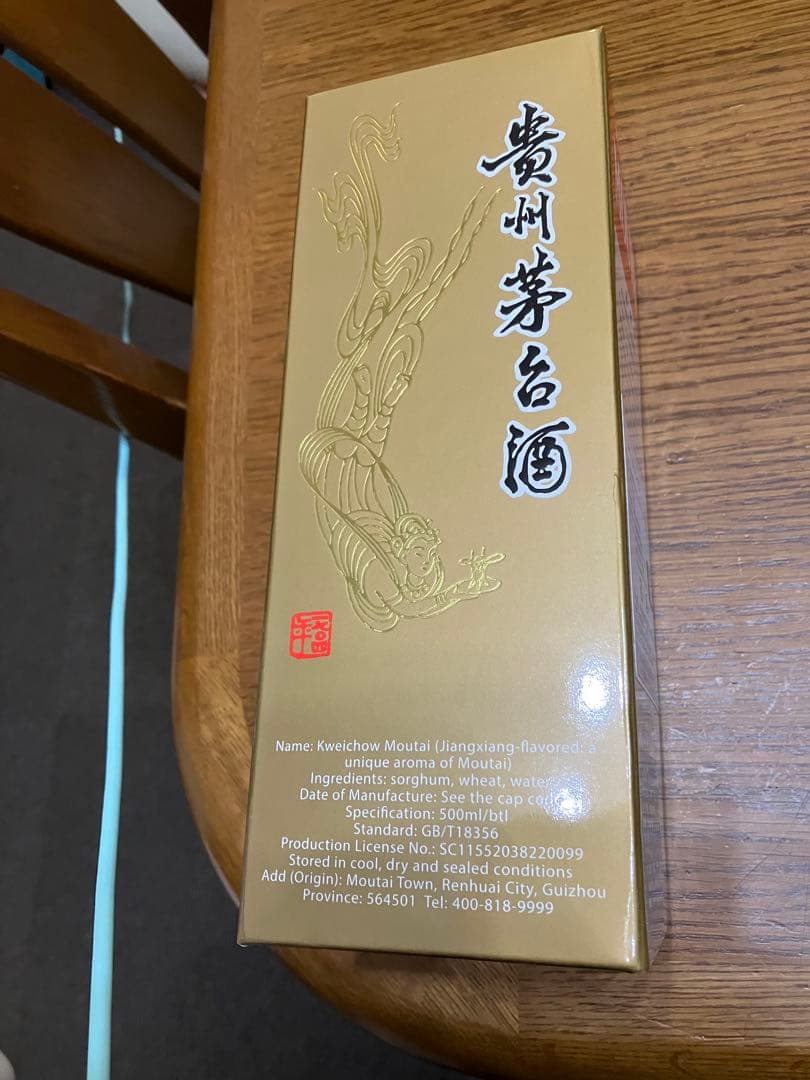 貴州茅台酒
Name: Kweichow Moutai (Jiangxiang-flavored: a
unique aroma of Moutai)
Ingredients: sorghum, wheat, water
Date of Manufacture: See the cap
Specification: 500ml/btl
Standard: GB/T18356
Production License No.: SC11552038220099
Stored in cool, dry and sealed conditions
Add (Origin): Moutai Town, Renhuai City, Guizhou
Province: 564501 Tel: 400-818-9999